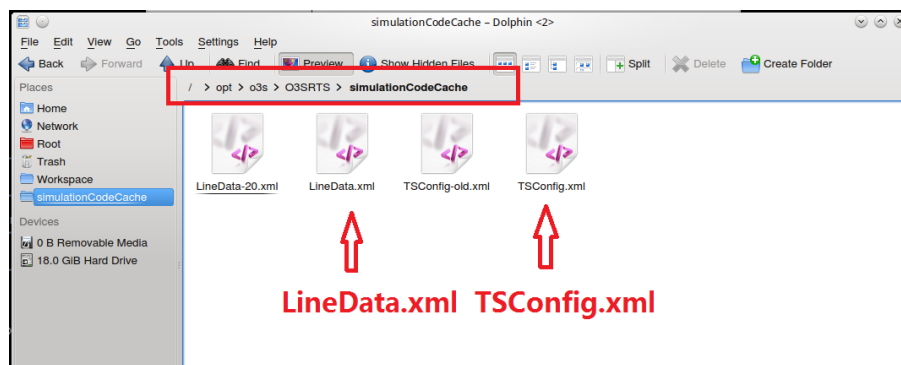 simulationCodeCache – Dolphin <2>
File Edit View Go Tools Settings Help
Back Forward Up Find Preview Show Hidden Files Split Delete Create Folder
Places
/ > opt > o3s > O3SRTS > simulationCodeCache
Home
Network
Root
Trash
Workspace
simulationCodeCache
Devices
0 B Removable Media
18.0 GiB Hard Drive
LineData-20.xml LineData.xml TSConfig-old.xml TSConfig.xml
LineData.xml TSConfig.xml